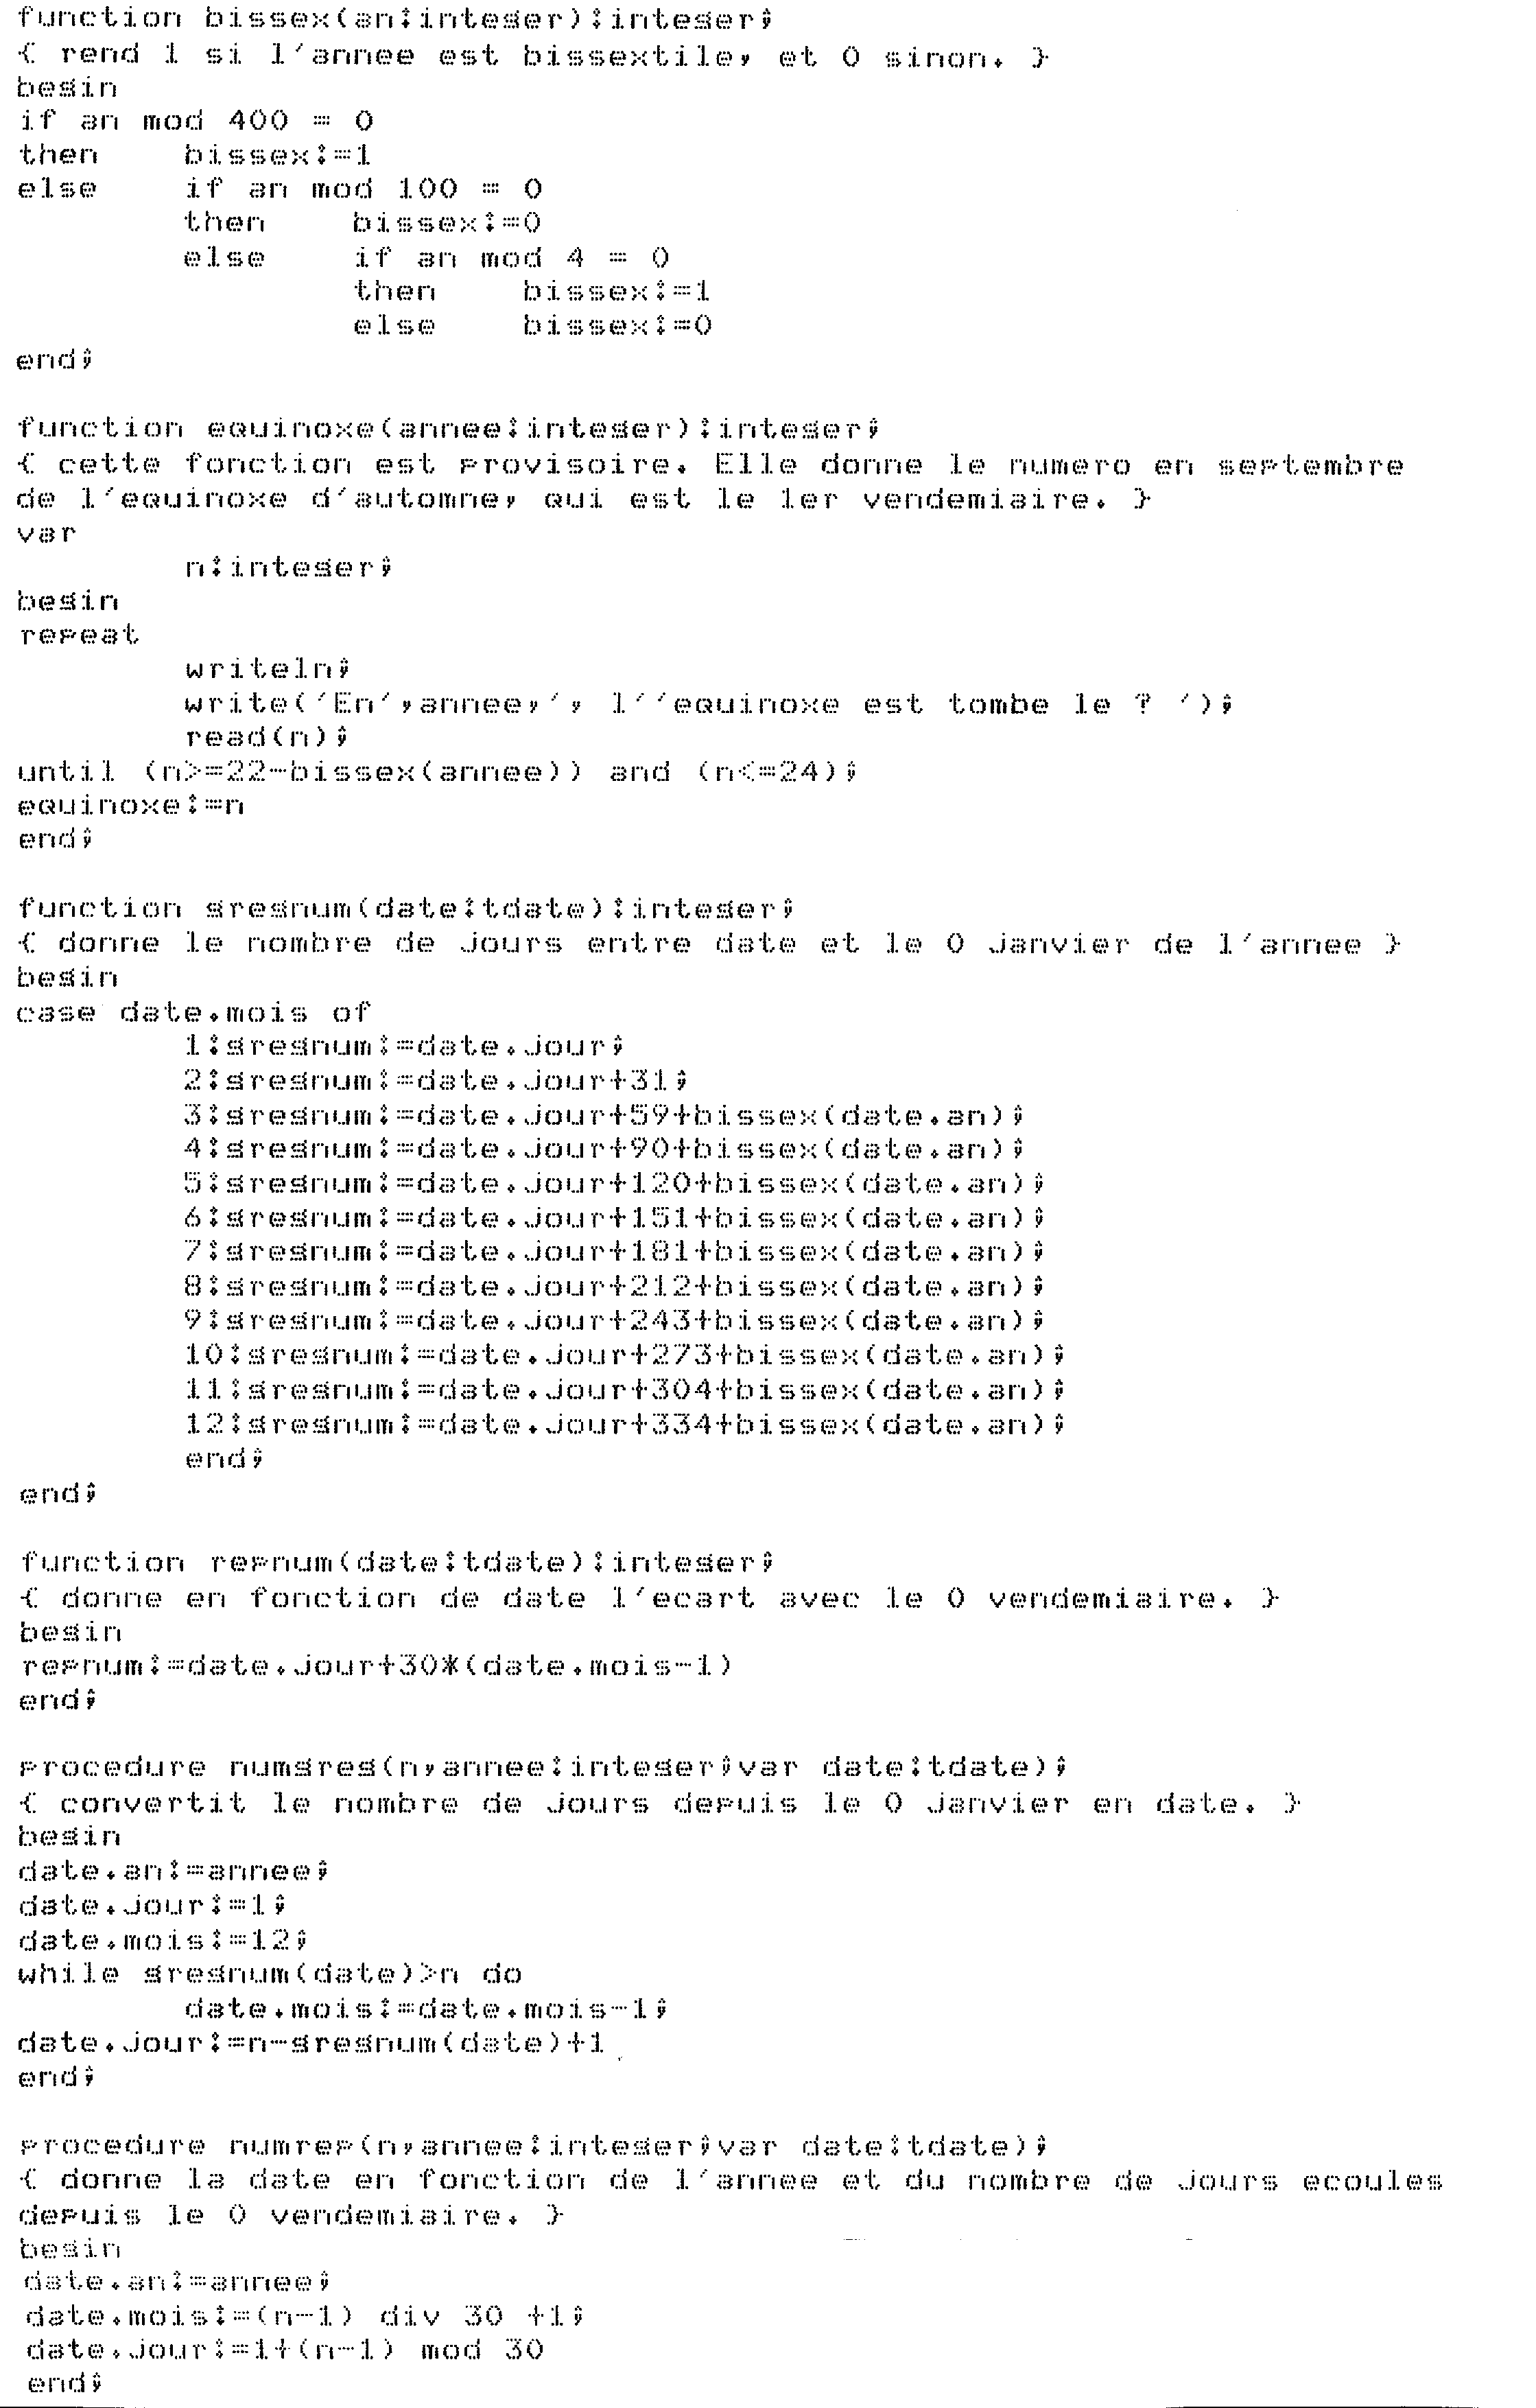 function bissex(an:integer):integer;
{ rend 1 si l'annee est bissextile, et 0 sinon. }
begin
if an mod 400 = 0
then    bissex:=1
else    if an mod 100 = 0
        then    bissex:=0
        else    if an mod 4 = 0
                then    bissex:=1
                else    bissex:=0
end;

function equinoxe(annee:integer):integer;
{ cette fonction est provisoire. Elle donne le numero en septembre
de l'equinoxe d'automne, qui est le 1er vendemiaire. }
var
        n:integer;
begin
repeat
        writeln;
        write('En',annee,', l''equinoxe est tombe le ? ');
        read(n);
until (n>=22-bissex(annee)) and (n<=24);
equinoxe:=n
end;

function gregnum(date:tdate):integer;
{ donne le nombre de jours entre date et le 0 janvier de l'annee }
begin
case date.mois of
        1:gregnum:=date.jour;
        2:gregnum:=date.jour+31;
        3:gregnum:=date.jour+59+bissex(date.an);
        4:gregnum:=date.jour+90+bissex(date.an);
        5:gregnum:=date.jour+120+bissex(date.an);
        6:gregnum:=date.jour+151+bissex(date.an);
        7:gregnum:=date.jour+181+bissex(date.an);
        8:gregnum:=date.jour+212+bissex(date.an);
        9:gregnum:=date.jour+243+bissex(date.an);
        10:gregnum:=date.jour+273+bissex(date.an);
        11:gregnum:=date.jour+304+bissex(date.an);
        12:gregnum:=date.jour+334+bissex(date.an);
        end;
end;

function repnum(date:tdate):integer;
{ donne en fonction de date l'ecart avec le 0 vendemiaire. }
begin
repnum:=date.jour+30*(date.mois-1)
end;

procedure numgreg(n,annee:integer;var date:tdate);
{ convertit le nombre de jours depuis le 0 janvier en date. }
begin
date.an:=annee;
date.jour:=1;
date.mois:=12;
while gregnum(date)>n do
        date.mois:=date.mois-1;
date.jour:=n-gregnum(date)+1
end;

procedure numrep(n,annee:integer;var date:tdate);
{ donne la date en fonction de l'annee et du nombre de jours ecoules
depuis le 0 vendemiaire. }
begin
date.an:=annee;
date.mois:=(n-1) div 30 +1;
date.jour:=1+(n-1) mod 30
end;